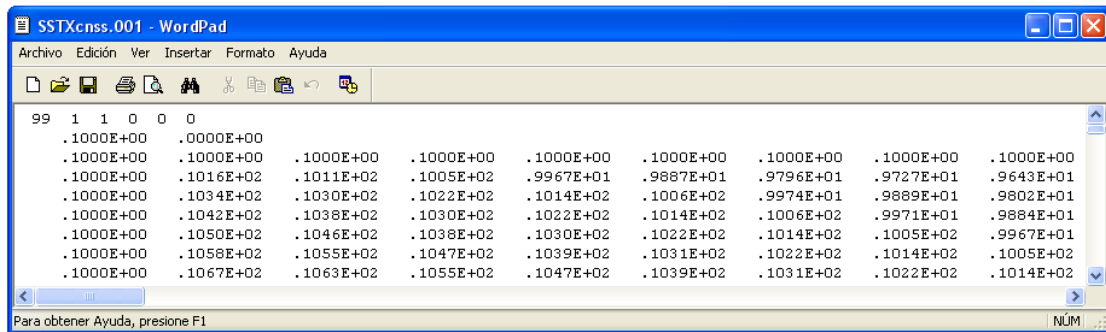 SSTXcnss.001 - WordPad
Archivo Edición Ver Insertar Formato Ayuda
99 1 1 0 0 0
.1000E+00 .0000E+00
.1000E+00 .1000E+00 .1000E+00 .1000E+00 .1000E+00 .1000E+00 .1000E+00 .1000E+00 .1000E+00
.1000E+00 .1016E+02 .1011E+02 .1005E+02 .9967E+01 .9887E+01 .9796E+01 .9727E+01 .9643E+01
.1000E+00 .1034E+02 .1030E+02 .1022E+02 .1014E+02 .1006E+02 .9974E+01 .9889E+01 .9802E+01
.1000E+00 .1042E+02 .1038E+02 .1030E+02 .1022E+02 .1014E+02 .1006E+02 .9971E+01 .9884E+01
.1000E+00 .1050E+02 .1046E+02 .1038E+02 .1030E+02 .1022E+02 .1014E+02 .1005E+02 .9967E+01
.1000E+00 .1058E+02 .1055E+02 .1047E+02 .1039E+02 .1031E+02 .1022E+02 .1014E+02 .1005E+02
.1000E+00 .1067E+02 .1063E+02 .1055E+02 .1047E+02 .1039E+02 .1031E+02 .1022E+02 .1014E+02
Para obtener Ayuda, presione F1 NÚM